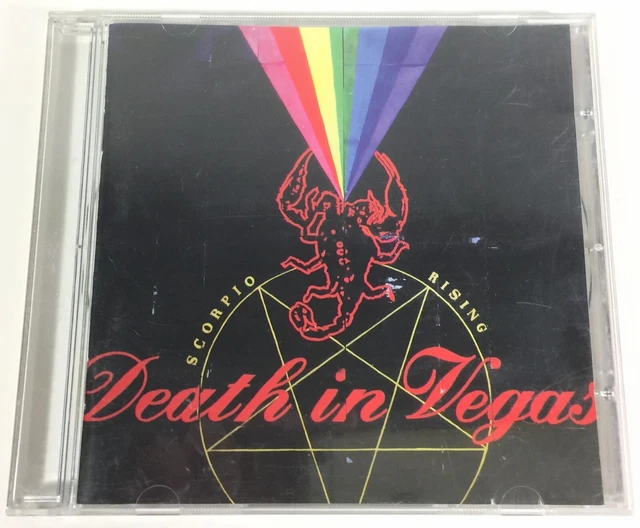 SCORPIO RISING
Death in Vegas